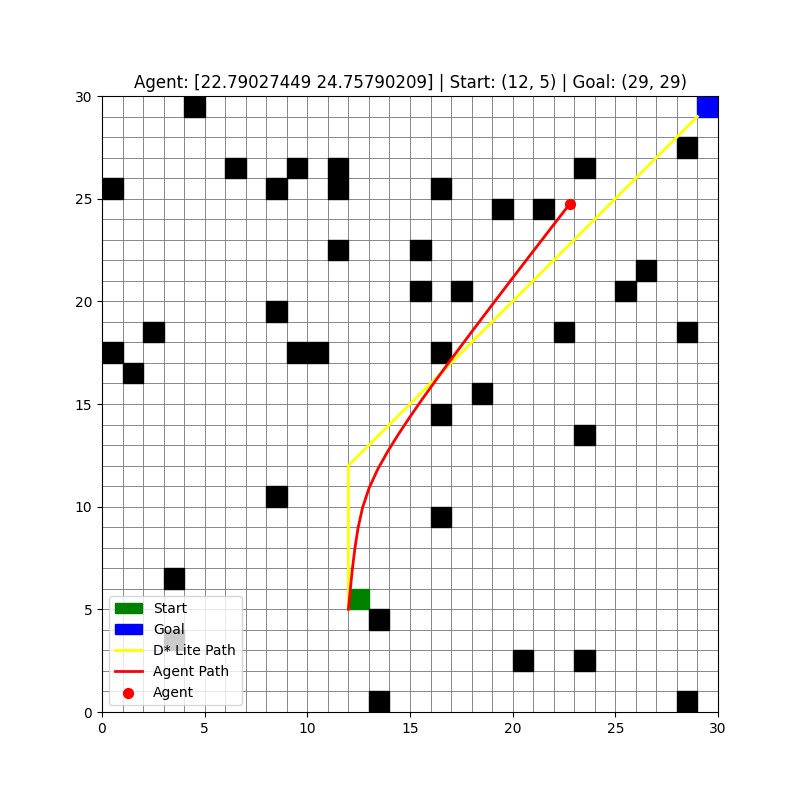 Agent: [22.79027449 24.75790209] | Start: (12, 5) | Goal: (29, 29)
30
25
20
15
10
5
0
Start
Goal
D* Lite Path
Agent Path
Agent
0 5 10 15 20 25 30